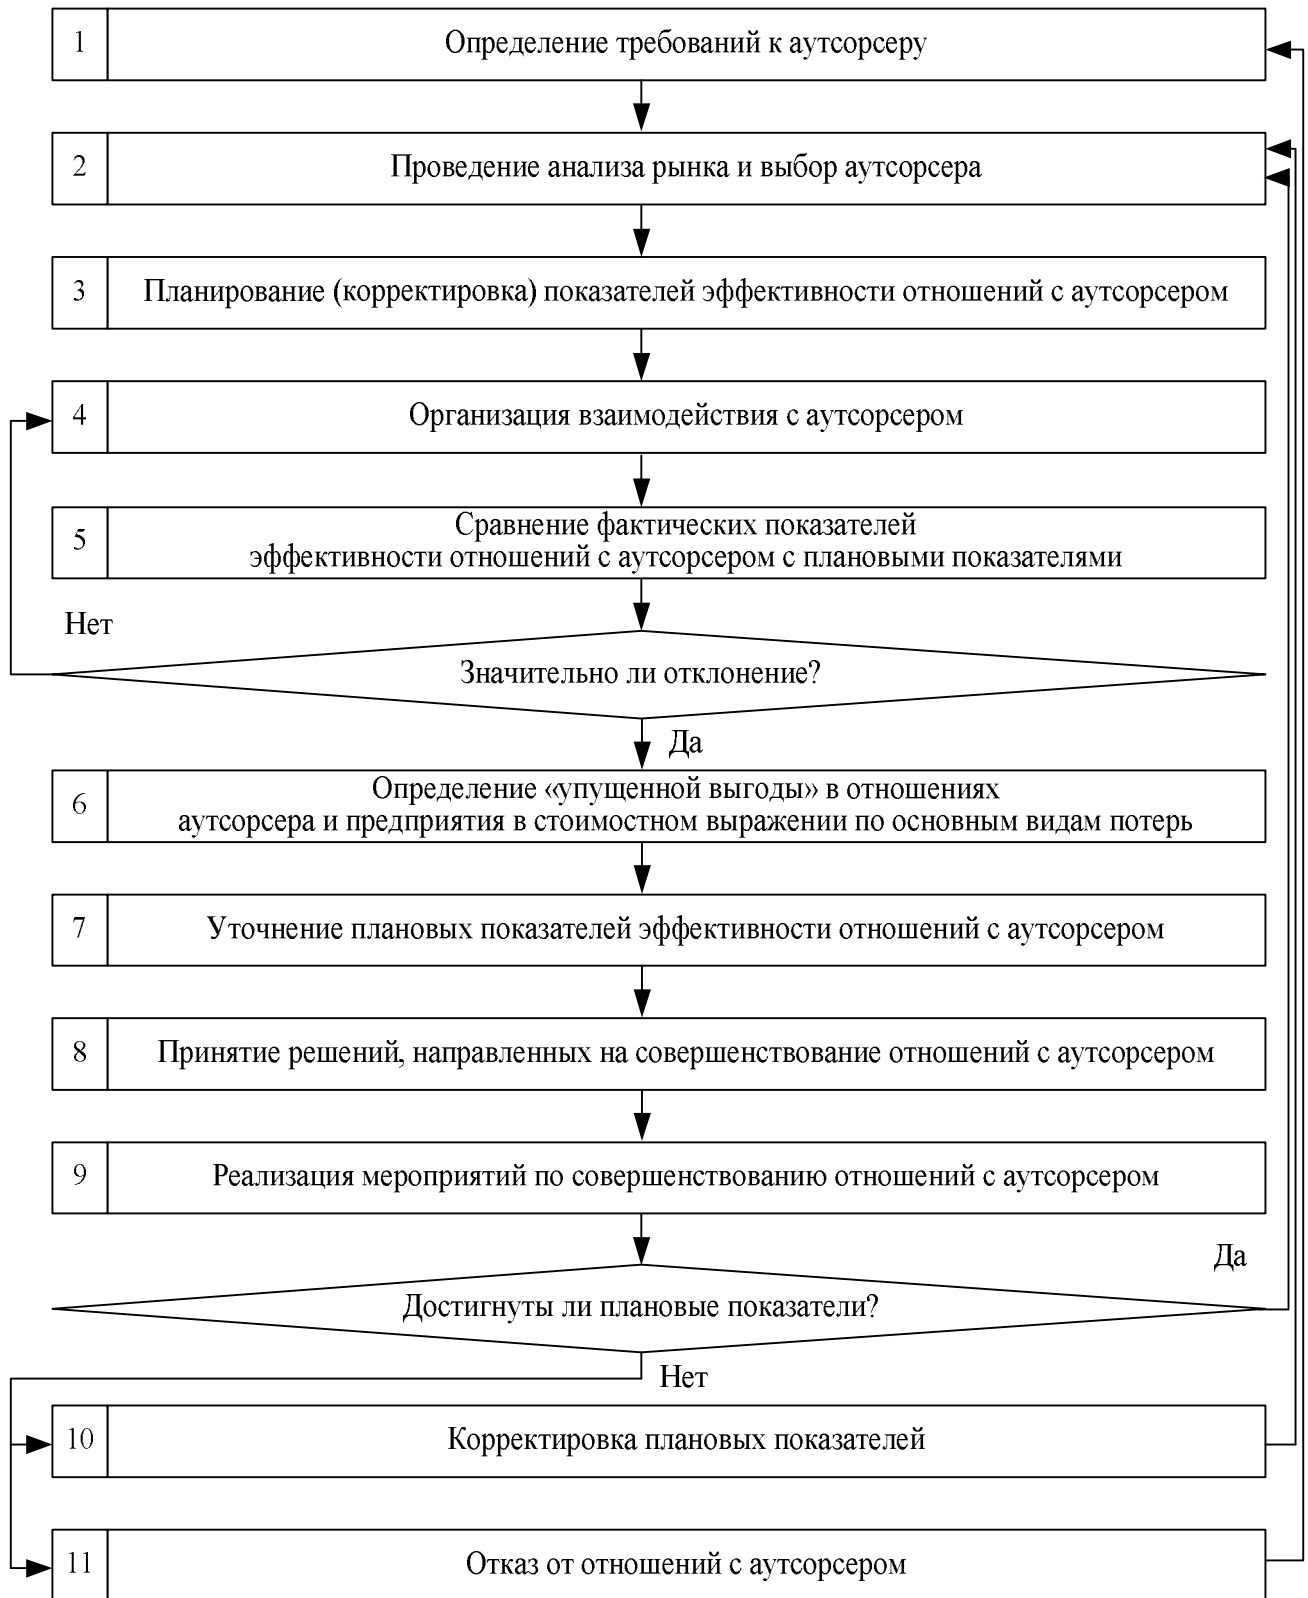 1 Определение требований к аутсорсеру
2 Проведение анализа рынка и выбор аутсорсера
3 Планирование (корректировка) показателей эффективности отношений с аутсорсером
4 Организация взаимодействия с аутсорсером
5 Сравнение фактических показателей
эффективности отношений с аутсорсером с плановыми показателями
Нет
Значительно ли отклонение?
Да
6 Определение «упущенной выгоды» в отношениях
аутсорсера и предприятия в стоимостном выражении по основным видам потерь
7 Уточнение плановых показателей эффективности отношений с аутсорсером
8 Принятие решений, направленных на совершенствование отношений с аутсорсером
9 Реализация мероприятий по совершенствованию отношений с аутсорсером
Да
Достигнуты ли плановые показатели?
Нет
10 Корректировка плановых показателей
11 Отказ от отношений с аутсорсером